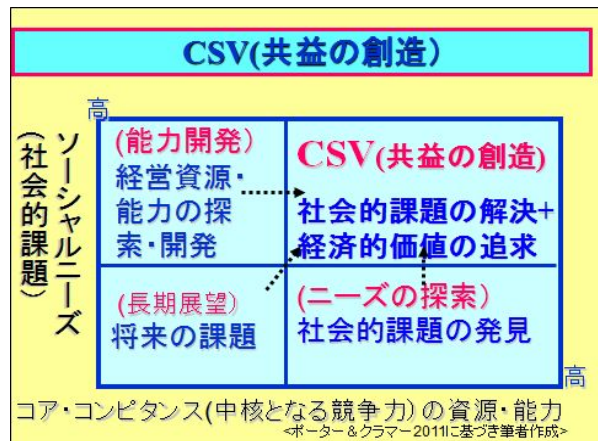 CSV(共益の創造)
高
ソーシャルニーズ
(社会的課題)
(能力開発)
経営資源・
能力の探
索・開発
CSV(共益の創造)
社会的課題の解決+
経済的価値の追求
(長期展望)
将来の課題
(ニーズの探索)
社会的課題の発見
高
コア・コンピタンス(中核となる競争力)の資源・能力
<ポーター&クラマー2011に基づき筆者作成>